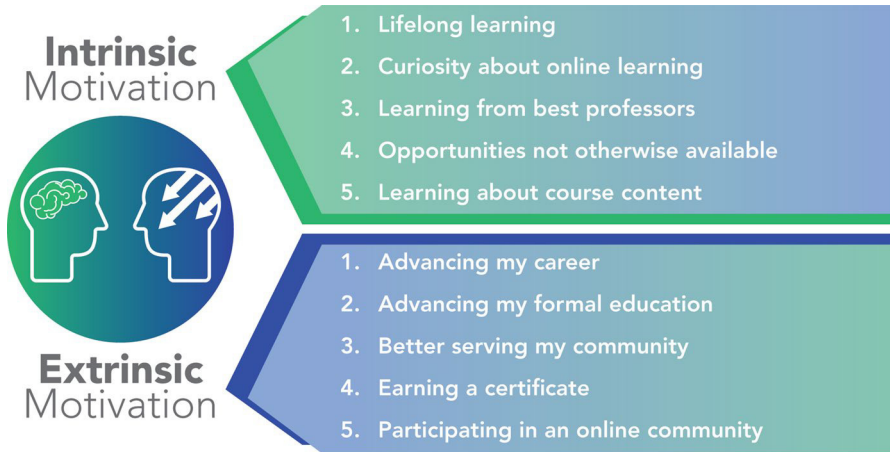 Intrinsic
Motivation
1. Lifelong learning
2. Curiosity about online learning
3. Learning from best professors
4. Opportunities not otherwise available
5. Learning about course content
Extrinsic
Motivation
1. Advancing my career
2. Advancing my formal education
3. Better serving my community
4. Earning a certificate
5. Participating in an online community